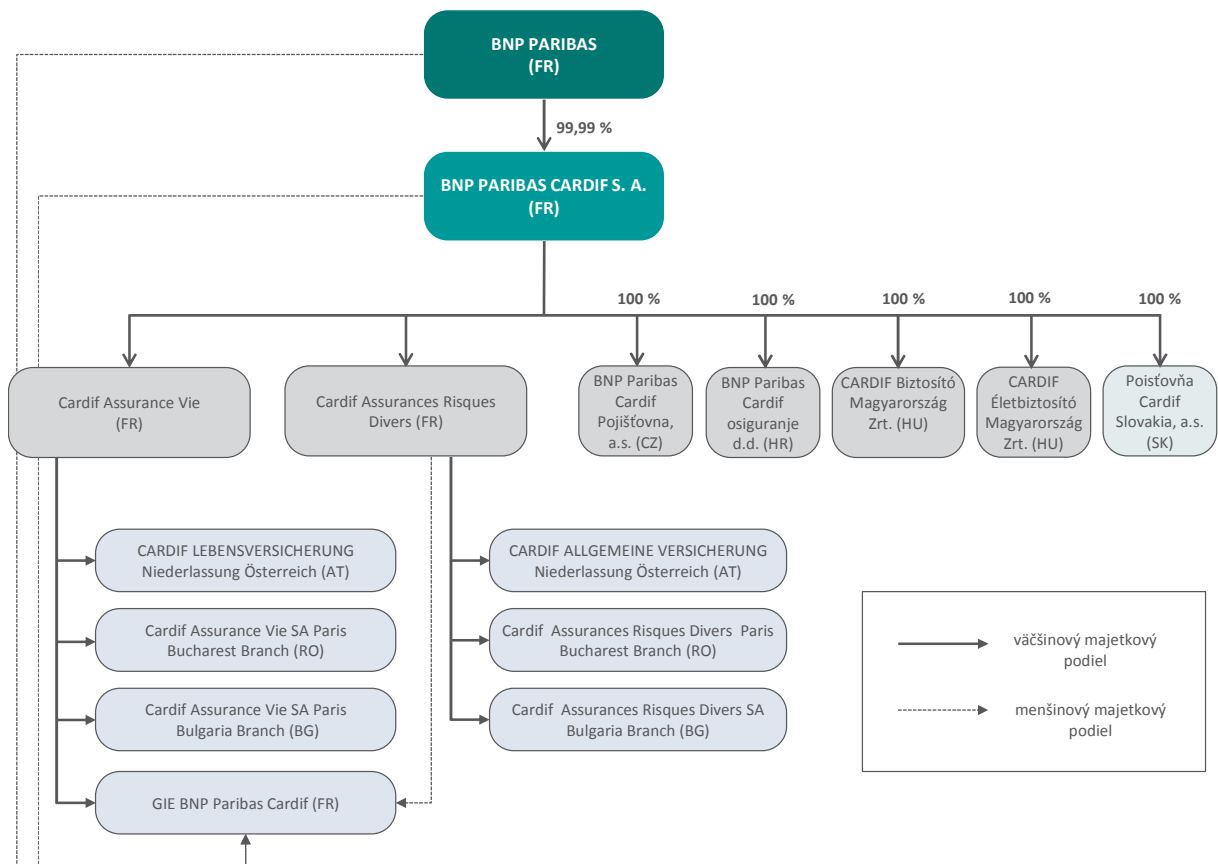 BNP PARIBAS
(FR)
99,99 %
BNP PARIBAS CARDIF S. A.
(FR)
100 %
100 %
100 %
100 %
100 %
Cardif Assurance Vie
(FR)
Cardif Assurances Risques
Divers (FR)
BNP Paribas
Cardif
Pojišťovna,
a.s. (CZ)
BNP Paribas
Cardif
osiguranje
d.d. (HR)
CARDIF Biztosító
Magyarország
Zrt. (HU)
CARDIF
Életbiztosító
Magyarország
Zrt. (HU)
Poisťovňa
Cardif
Slovakia, a.s.
(SK)
CARDIF LEBENSVERSICHERUNG
Niederlassung Österreich (AT)
CARDIF ALLGEMEINE VERSICHERUNG
Niederlassung Österreich (AT)
Cardif Assurance Vie SA Paris
Bucharest Branch (RO)
Cardif Assurances Risques Divers Paris
Bucharest Branch (RO)
Cardif Assurance Vie SA Paris
Bulgaria Branch (BG)
Cardif Assurances Risques Divers SA
Bulgaria Branch (BG)
GIE BNP Paribas Cardif (FR)
väčšinový majetkový
podiel
menšinový majetkový
podiel